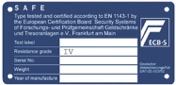 SAFE
Type tested and certified according to EN 1143-1 by
the European Certification Board · Security Systems
of Forschungs- und Prüfgemeinschaft Geldschränke
und Tresoranlagen e.V. Frankfurt am Main
ECB·S
Test label
Resistance grade IV
Serial No.
Weight
Year of manufacture